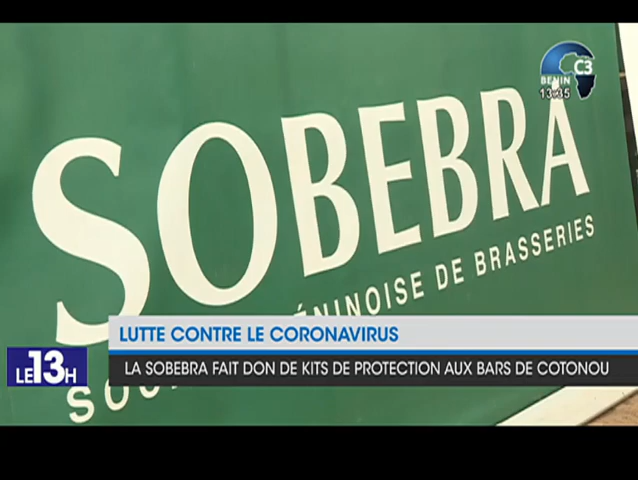 C3
BENIN
13:35
SOBEBRA
NINOISE DE BRASSERIES
LUTTE CONTRE LE CORONAVIRUS
LE 13H
LA SOBEBRA FAIT DON DE KITS DE PROTECTION AUX BARS DE COTONOU